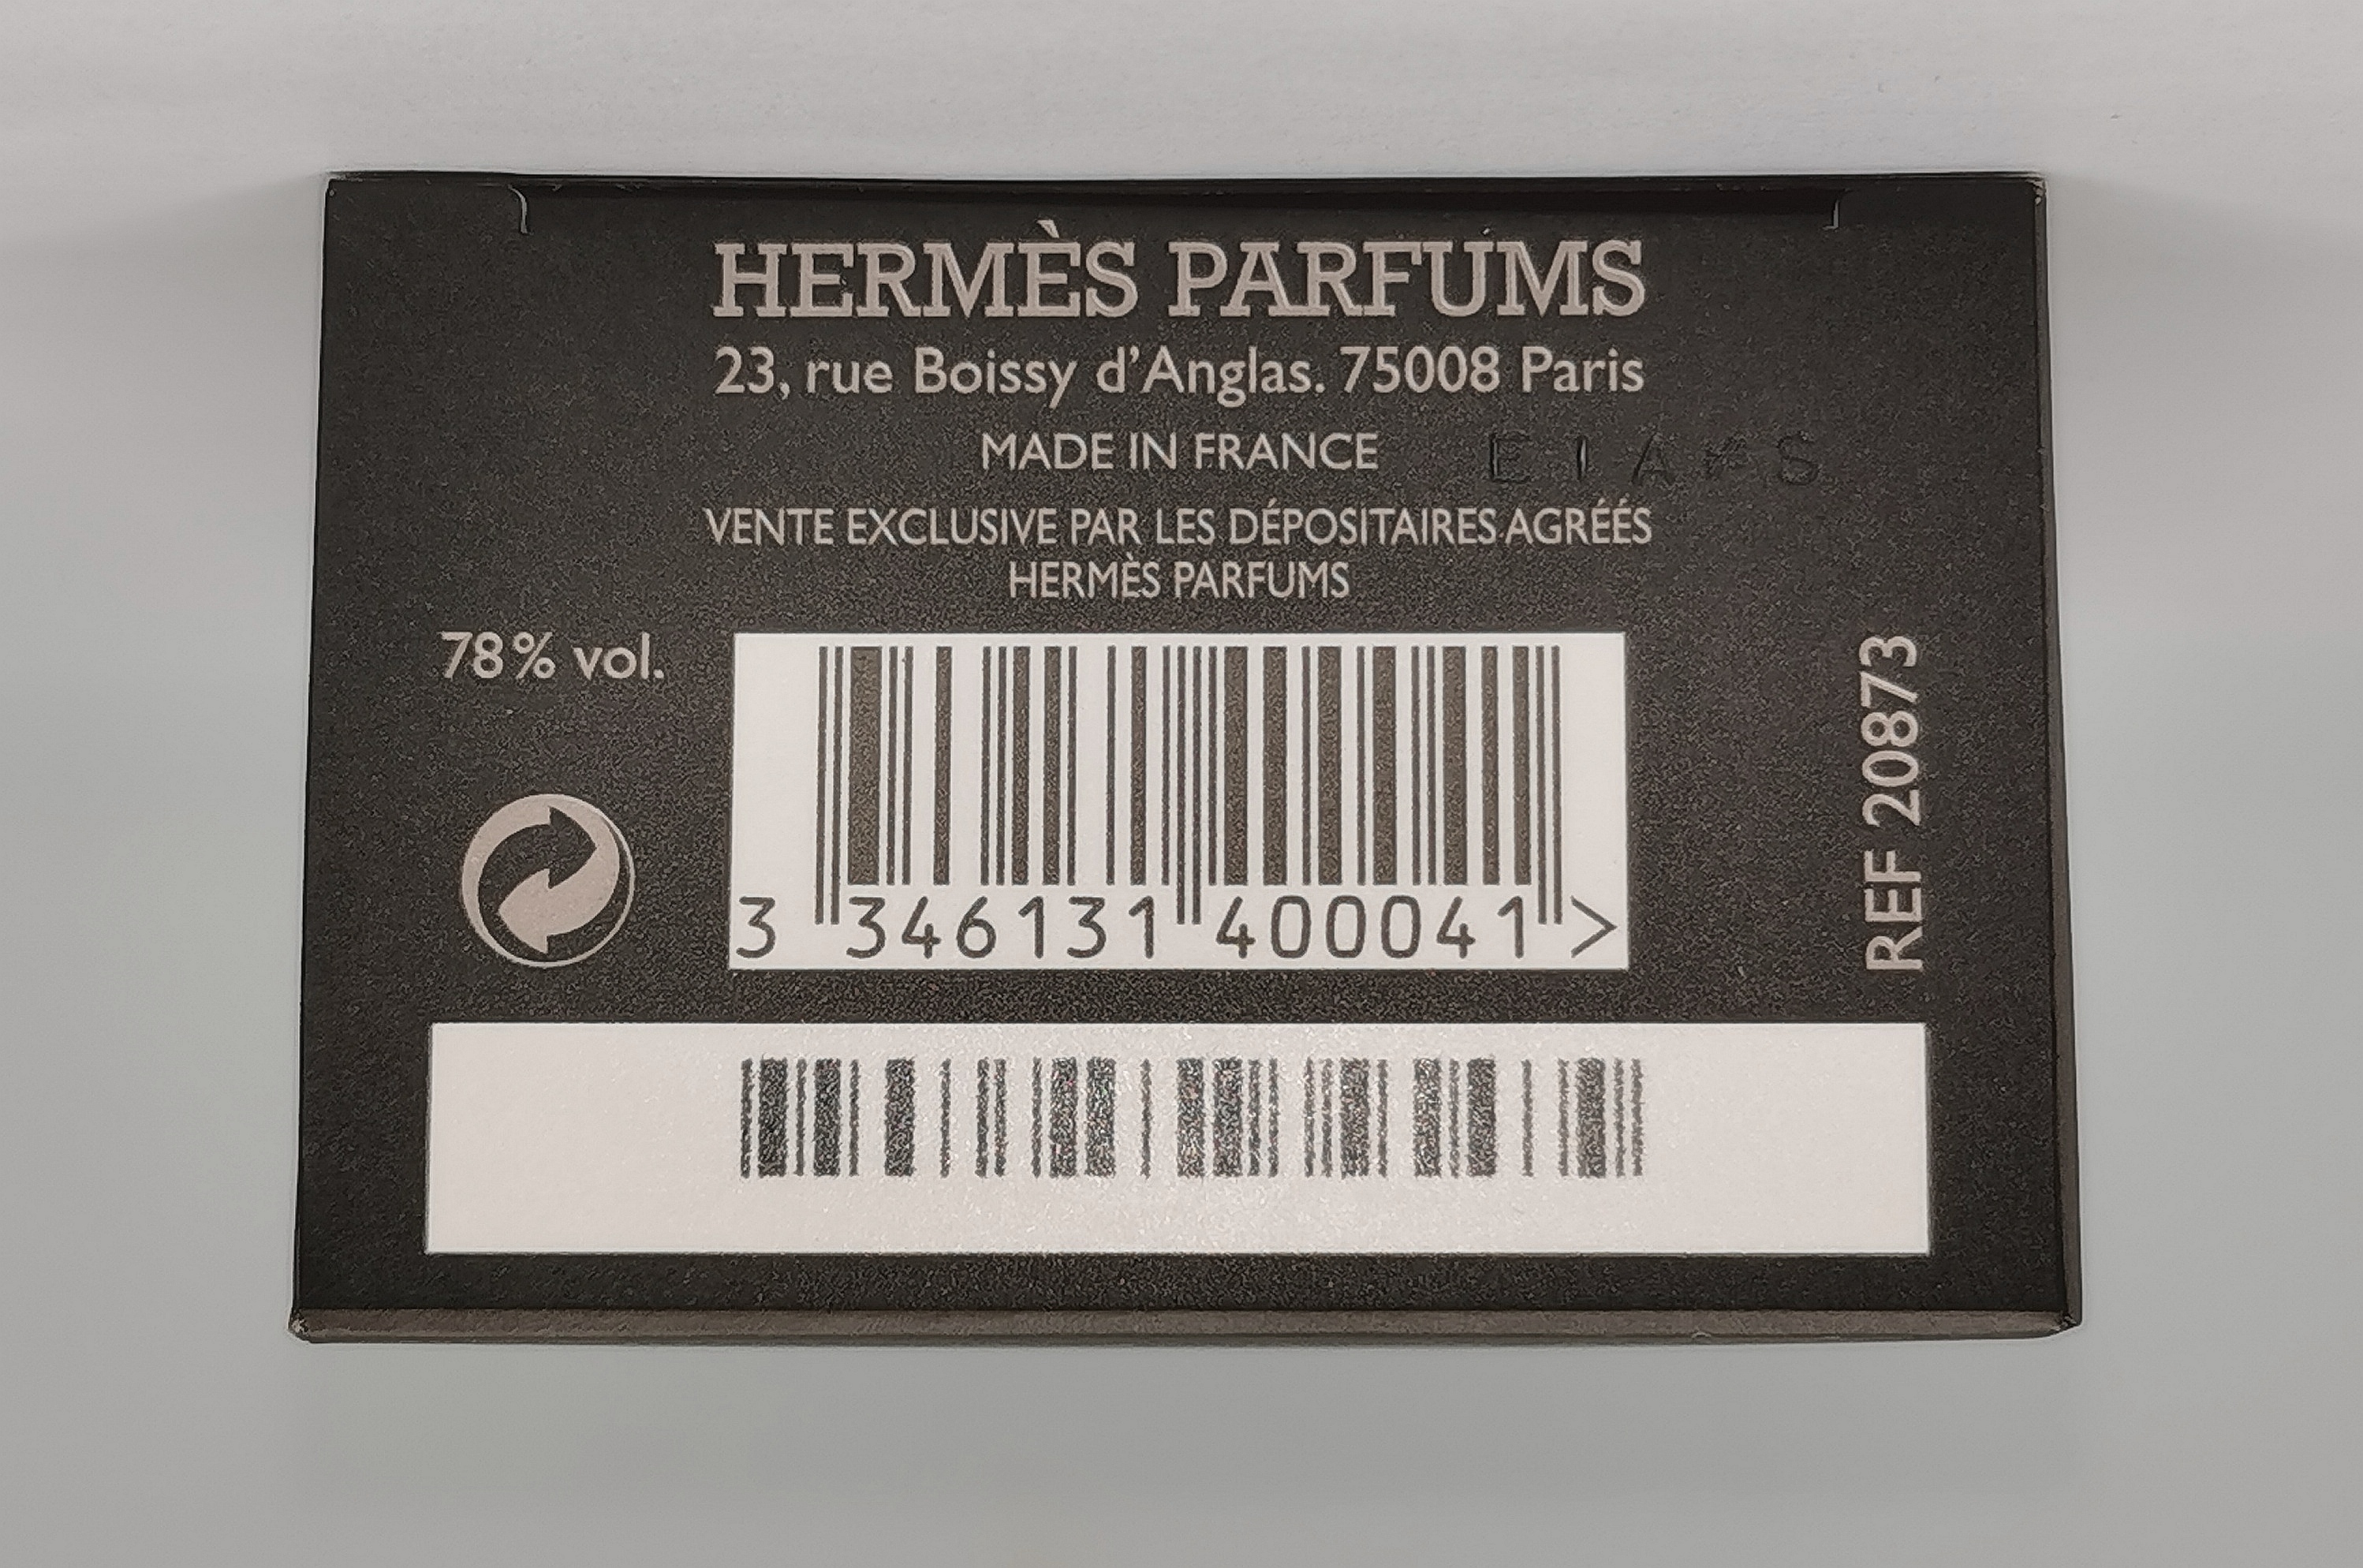 HERMÈS PARFUMS
23, rue Boissy d'Anglas. 75008 Paris
MADE IN FRANCE
VENTE EXCLUSIVE PAR LES DÉPOSITAIRES AGRÉÉS
HERMÈS PARFUMS
78% vol.
3 346131 400041 >
REF 20873